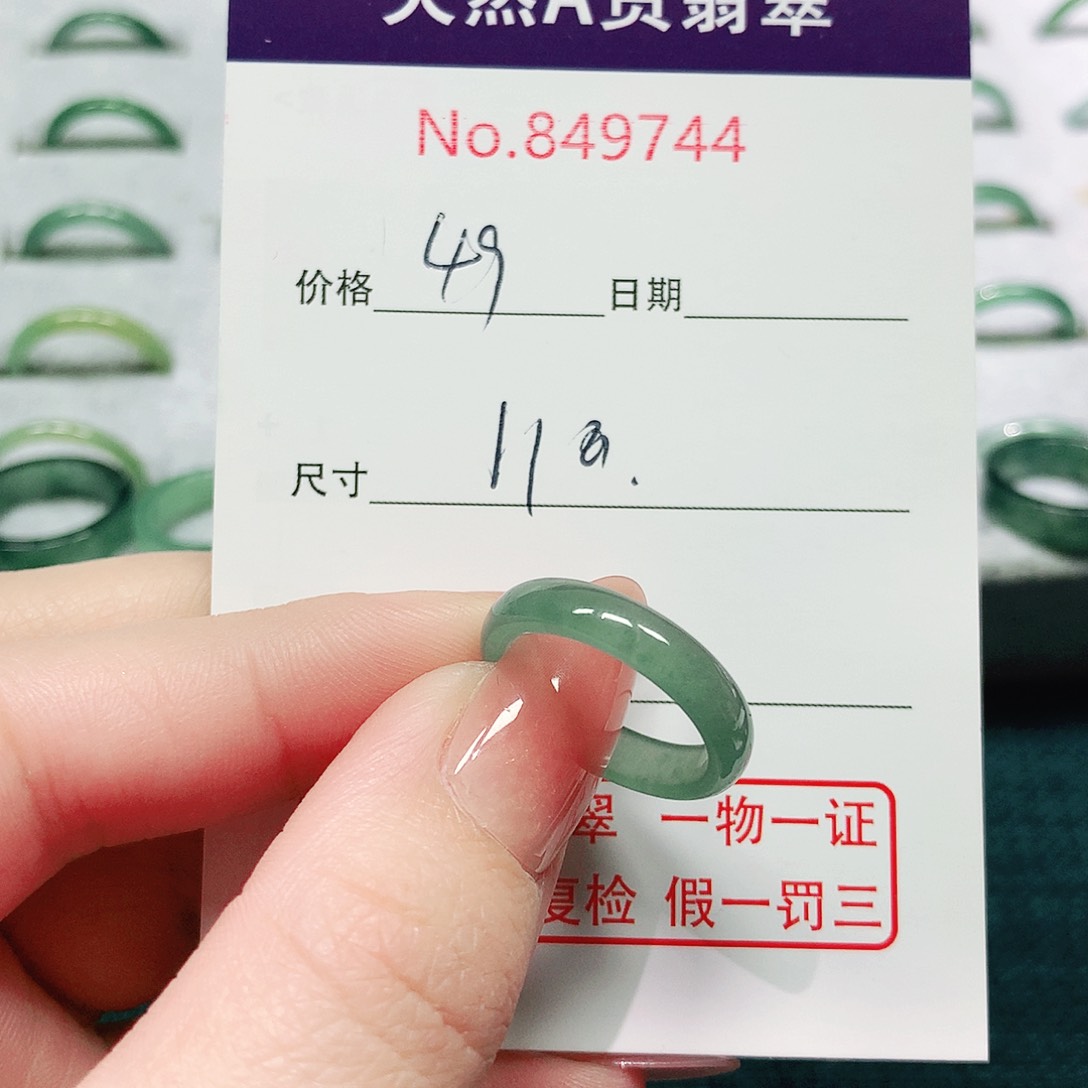 天然A货翡翠
No.849744
价格 49 日期
尺寸 11
翠 一物一证
复检 假一罚三